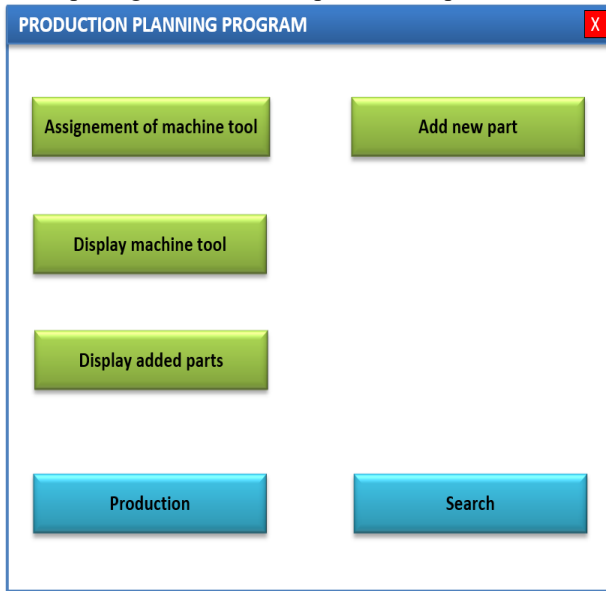 PRODUCTION PLANNING PROGRAM X
Assignement of machine tool
Add new part
Display machine tool
Display added parts
Production
Search